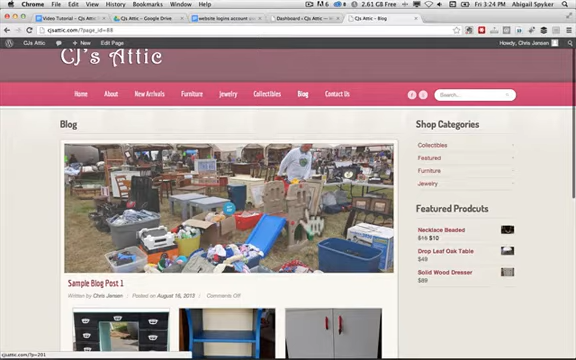 Chrome File Edit View History Bookmarks Window Help
2.61 GB Free
Fri 3:24 PM Abigail Spyker
Video Tutorial – CJs Attic
CJs Attic – Google Drive
website logins account
Dashboard ‹ CJs Attic
CJs Attic – Blog
cjsattic.com/?page_id=88
CJs Attic
New
Edit Page
Howdy, Chris Jensen
CJ's Attic
Home
About
New Arrivals
Furniture
Jewelry
Collectibles
Blog
Contact Us
Search...
Blog
Sample Blog Post 1
Written by Chris Jensen | Posted on August 16, 2013 | Comments Off
Shop Categories
Collectibles
Featured
Furniture
Jewelry
Featured Prodcuts
Necklace Beaded
$15 $10
Drop Leaf Oak Table
$49
Solid Wood Dresser
$89
cjsattic.com/?p=201